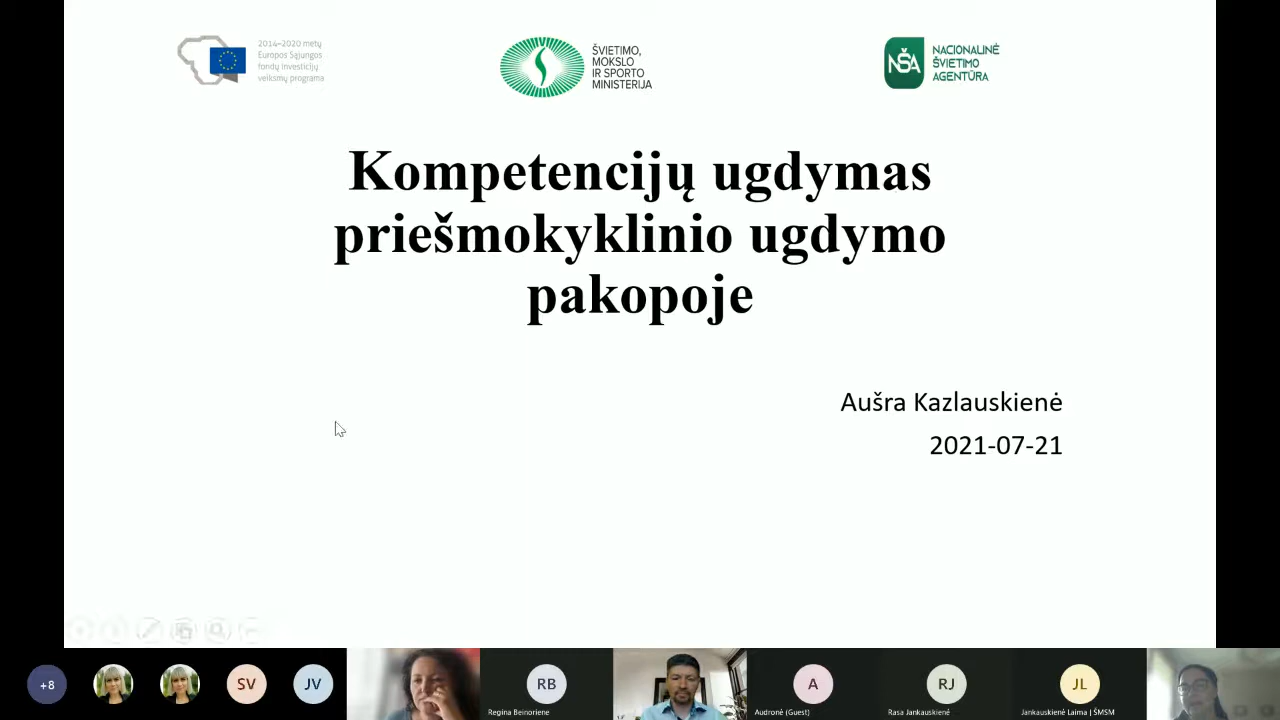 2014–2020 metų
Europos Sąjungos
fondų investicijų
veiksmų programa
ŠVIETIMO,
MOKSLO
IR SPORTO
MINISTERIJA
NŠA
NACIONALINĖ
ŠVIETIMO
AGENTŪRA
Kompetencijų ugdymas
priešmokyklinio ugdymo
pakopoje
Aušra Kazlauskienė
2021-07-21
+8
SV
JV
RB
Regina Beinoriene
A
Audronė (Guest)
RJ
Rasa Jankauskienė
JL
Jankauskienė Laima | ŠMSM